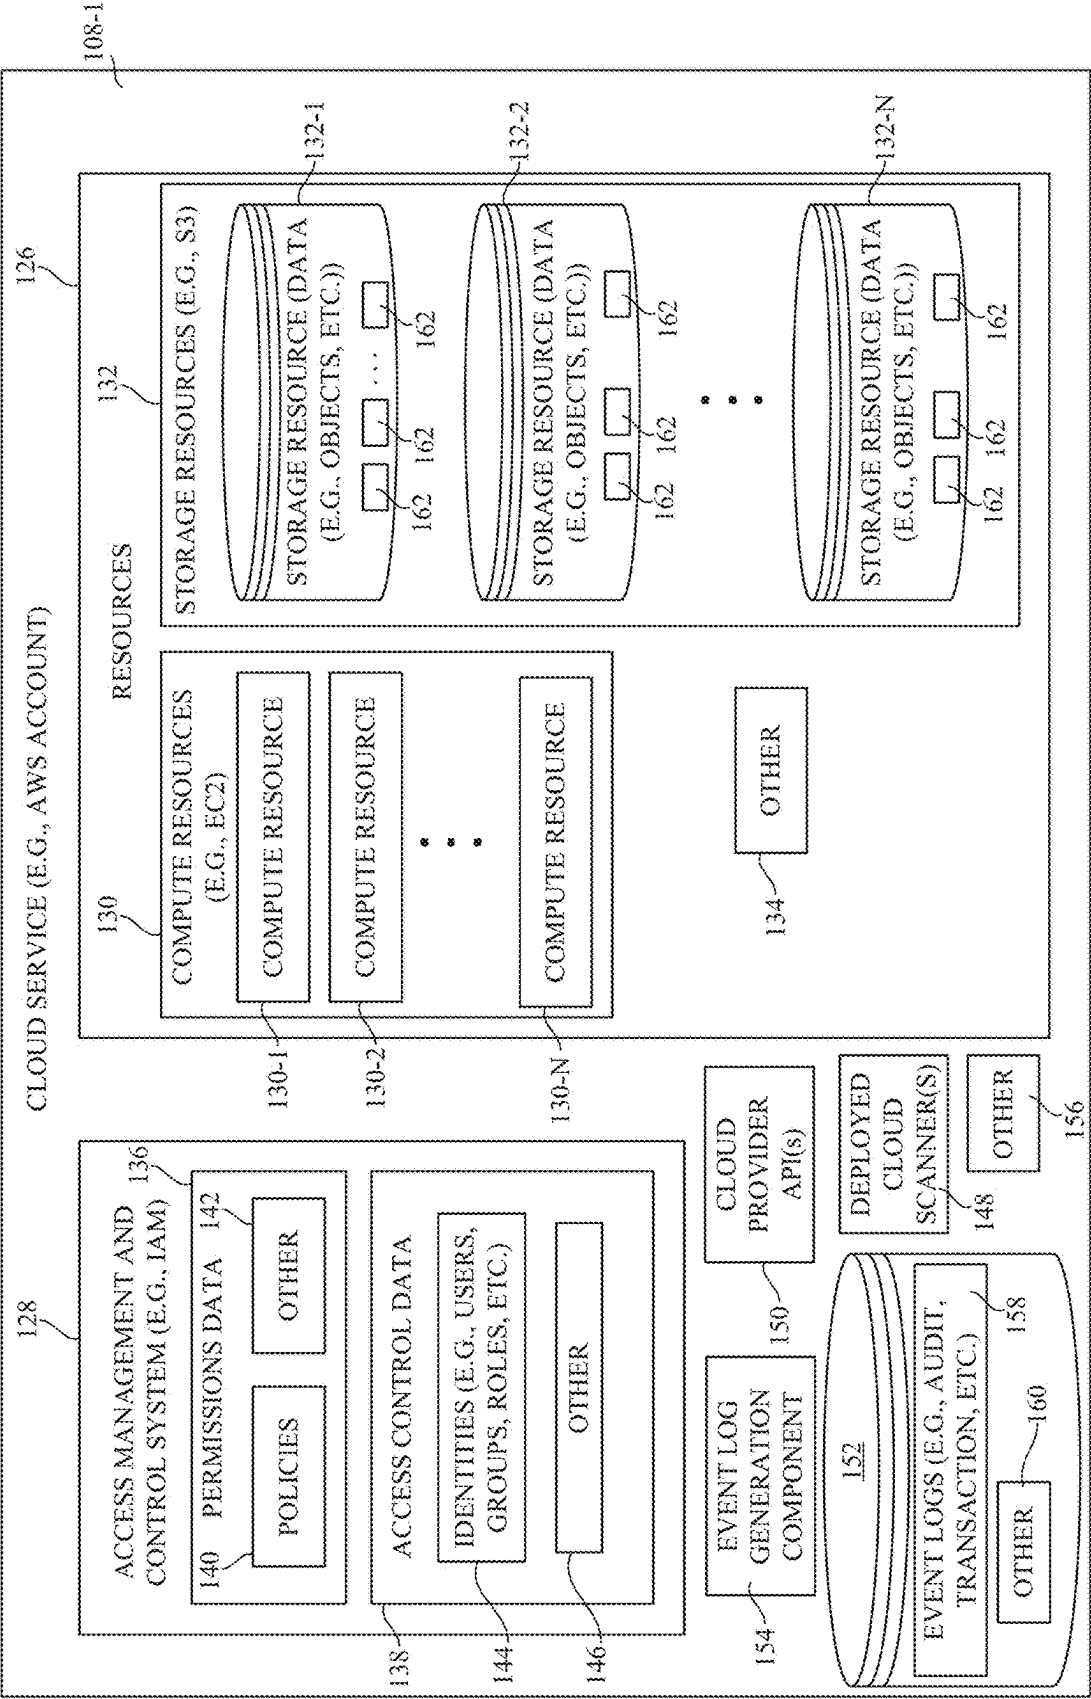 CLOUD SERVICE (E.G., AWS ACCOUNT)
108-1
128
ACCESS MANAGEMENT AND
CONTROL SYSTEM (E.G., IAM)
136
PERMISSIONS DATA
140
POLICIES
142
OTHER
138
ACCESS CONTROL DATA
144
IDENTITIES (E.G., USERS,
GROUPS, ROLES, ETC.)
146
OTHER
154
EVENT LOG
GENERATION
COMPONENT
150
CLOUD
PROVIDER
API(s)
152
EVENT LOGS (E.G., AUDIT,
TRANSACTION, ETC.)
158
OTHER
160
DEPLOYED
CLOUD
SCANNER(S)
148
OTHER
156
126
RESOURCES
130
COMPUTE RESOURCES
(E.G., EC2)
COMPUTE RESOURCE
130-1
COMPUTE RESOURCE
130-2
COMPUTE RESOURCE
130-N
OTHER
134
132
STORAGE RESOURCES (E.G., S3)
STORAGE RESOURCE (DATA
(E.G., OBJECTS, ETC.))
162
162
162
132-1
STORAGE RESOURCE (DATA
(E.G., OBJECTS, ETC.))
162
162
162
132-2
STORAGE RESOURCE (DATA
(E.G., OBJECTS, ETC.))
162
162
162
132-N